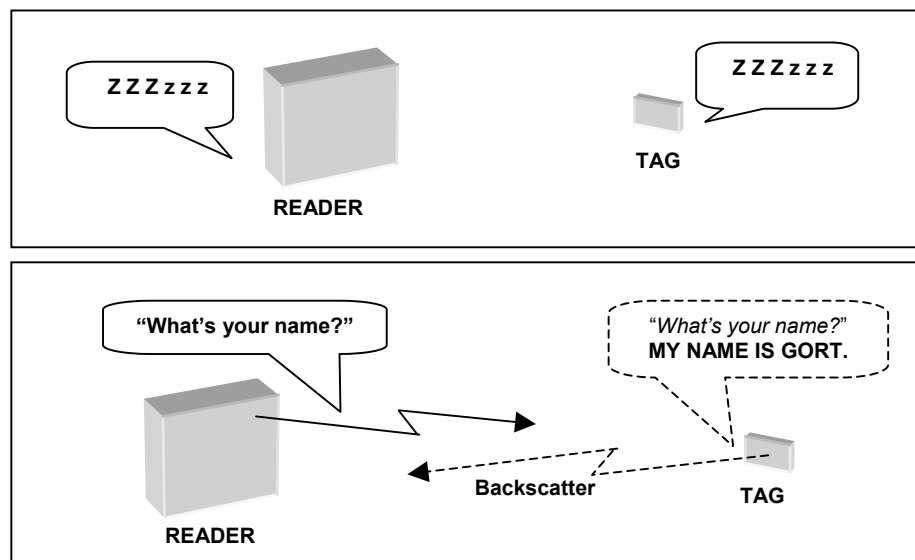 Z Z Z z z z
Z Z Z z z z
TAG
READER
“What’s your name?”
“What’s your name?”
MY NAME IS GORT.
Backscatter
TAG
READER